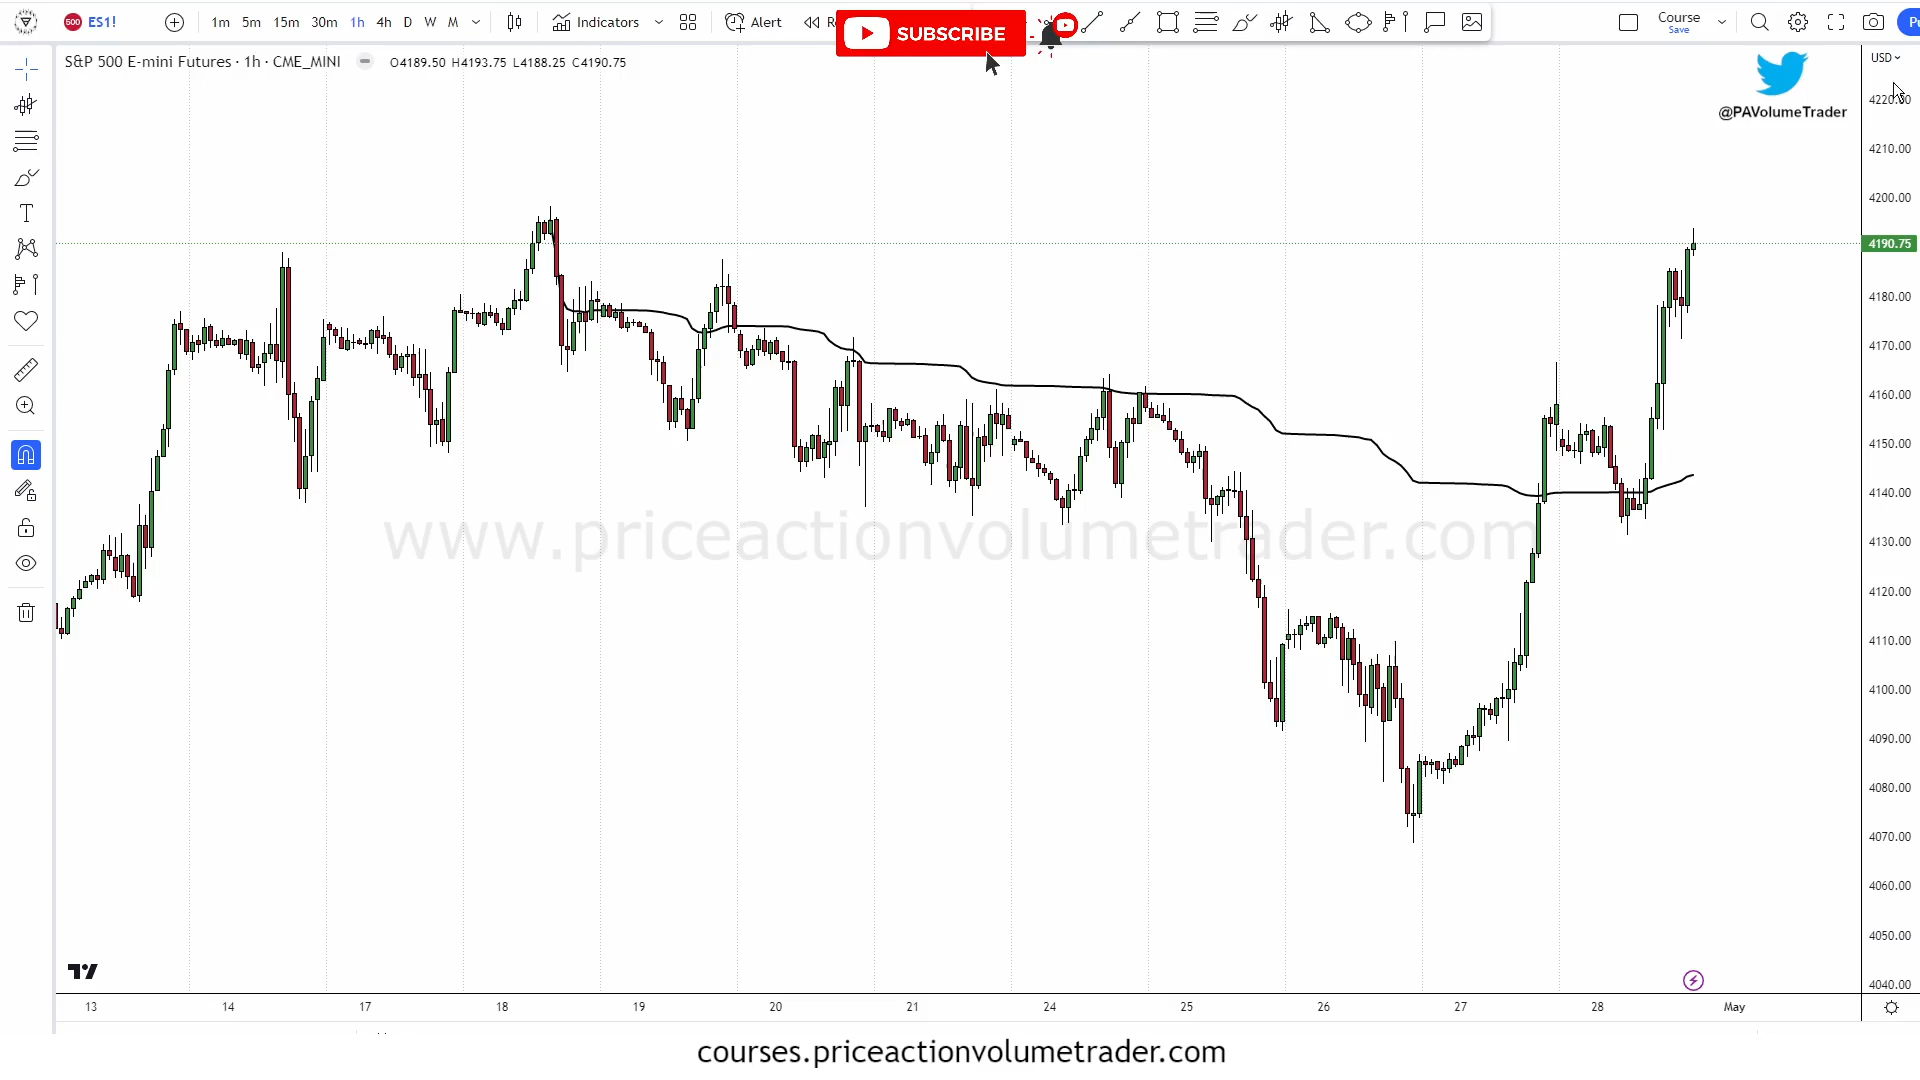 500 ES1! 1m 5m 15m 30m 1h 4h D W M Indicators Alert SUBSCRIBE Course
Save
S&P 500 E-mini Futures · 1h · CME_MINI O4189.50 H4193.75 L4188.25 C4190.75
USD
@PAVolumeTrader
4220.00
4210.00
4200.00
4190.75
4180.00
4170.00
4160.00
4150.00
4140.00
4130.00
4120.00
4110.00
4100.00
4090.00
4080.00
4070.00
4060.00
4050.00
4040.00
www.priceactionvolumetrader.com
13 14 17 18 19 20 21 24 25 26 27 28 May
courses.priceactionvolumetrader.com